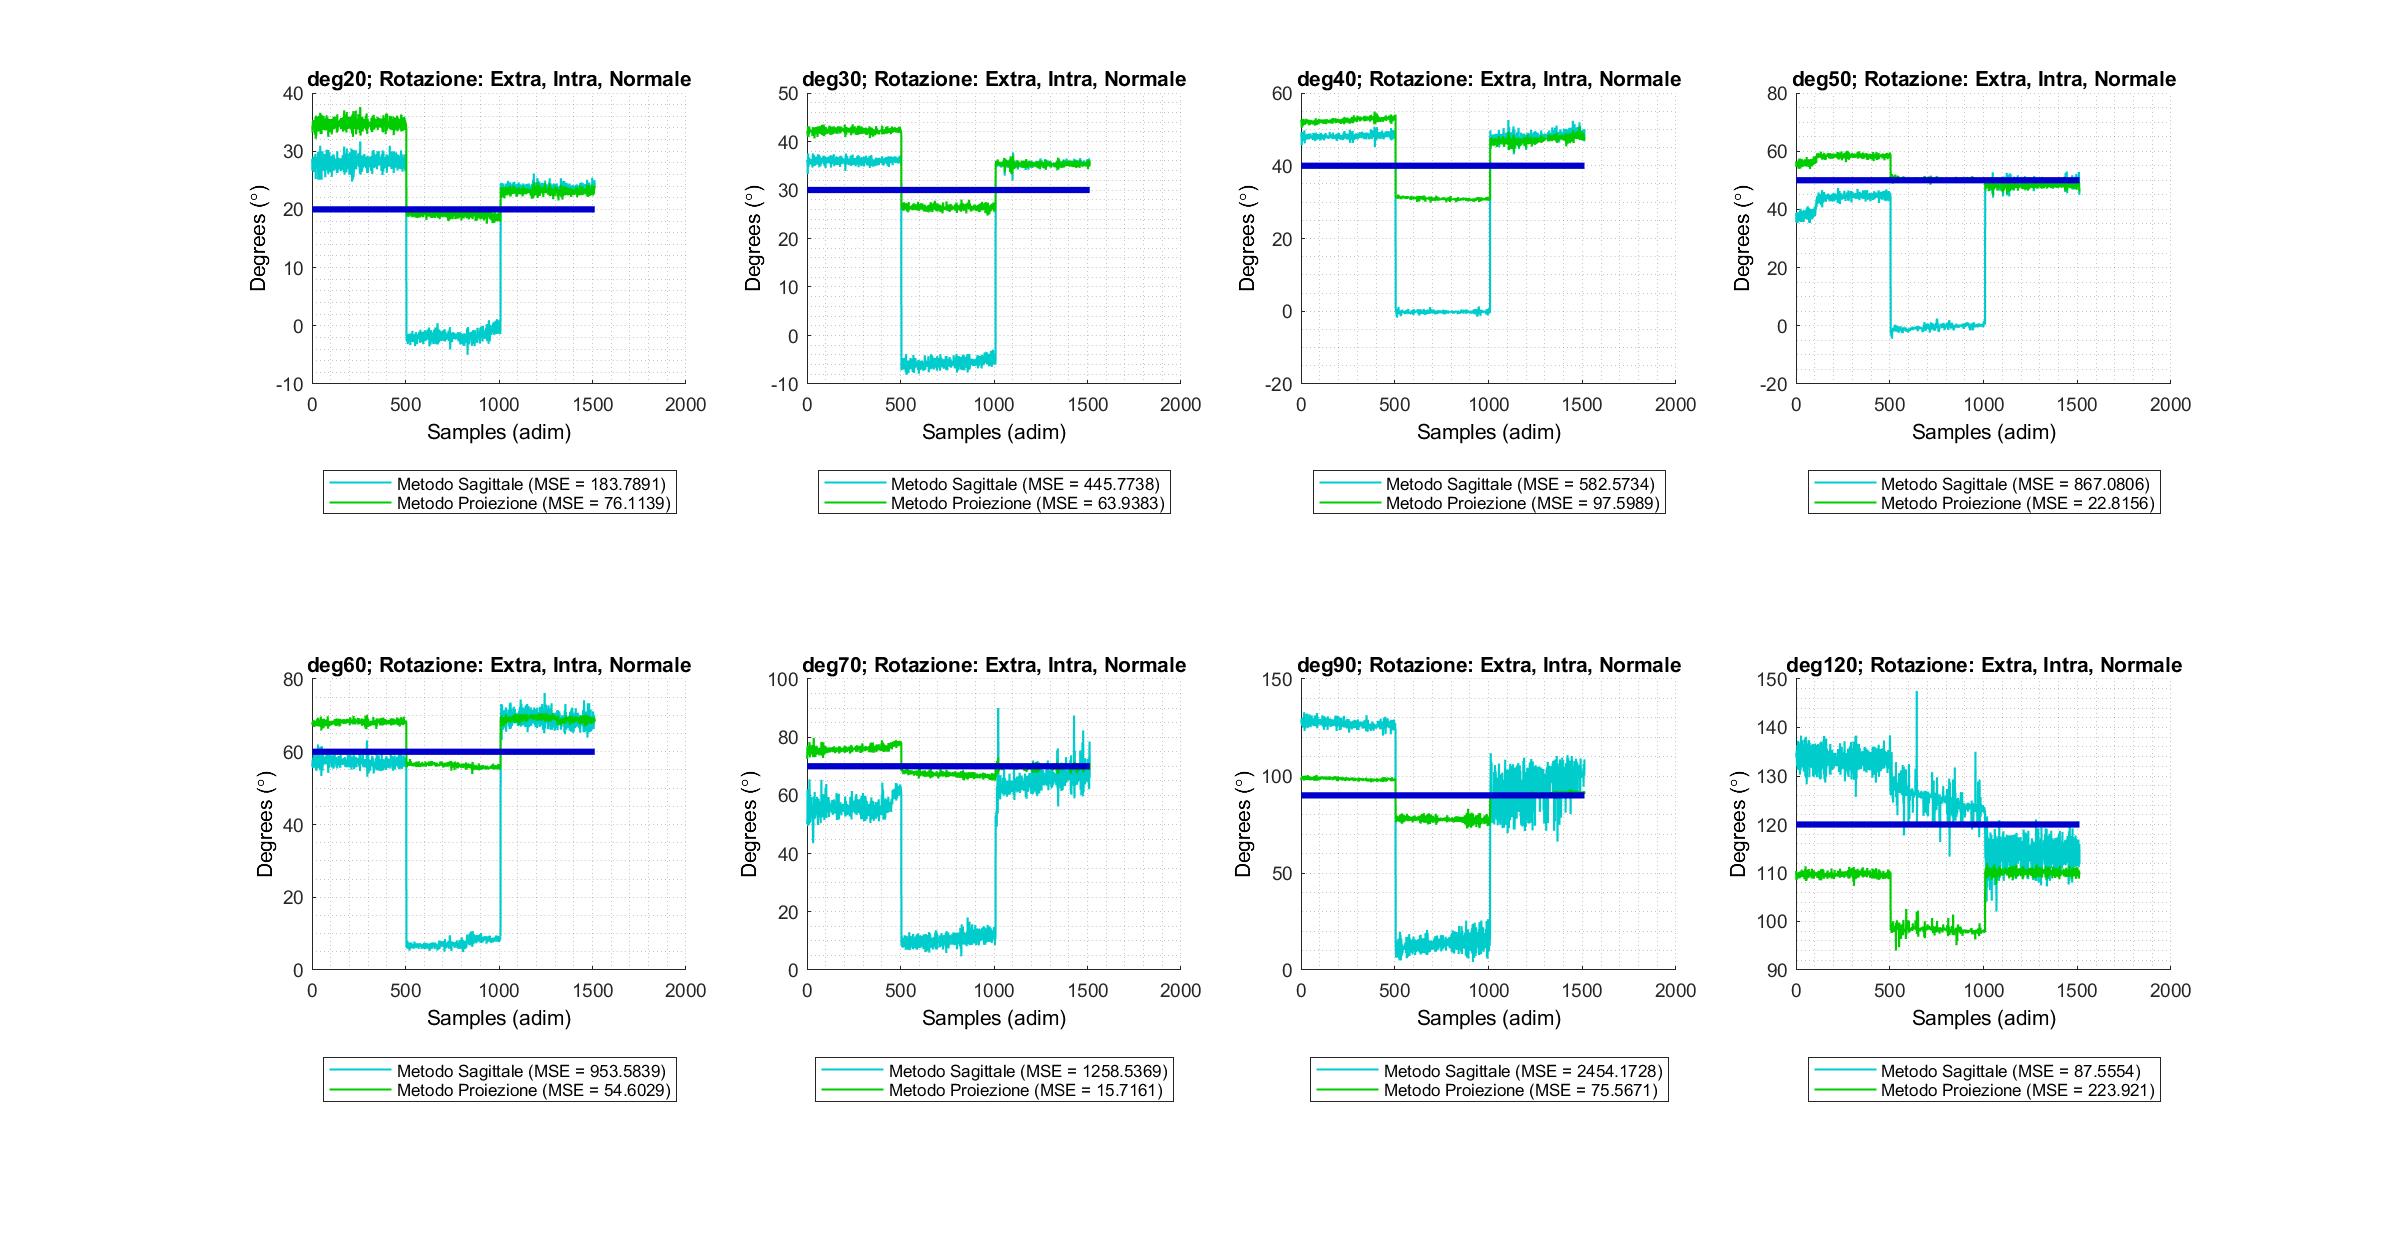 deg20; Rotazione: Extra, Intra, Normale
40
30
20
10
0
-10
Degrees (°)
0 500 1000 1500 2000
Samples (adim)
Metodo Sagittale (MSE = 183.7891)
Metodo Proiezione (MSE = 76.1139)
deg30; Rotazione: Extra, Intra, Normale
50
40
30
20
10
0
-10
Degrees (°)
0 500 1000 1500 2000
Samples (adim)
Metodo Sagittale (MSE = 445.7738)
Metodo Proiezione (MSE = 63.9383)
deg40; Rotazione: Extra, Intra, Normale
60
40
20
0
-20
Degrees (°)
0 500 1000 1500 2000
Samples (adim)
Metodo Sagittale (MSE = 582.5734)
Metodo Proiezione (MSE = 97.5989)
deg50; Rotazione: Extra, Intra, Normale
80
60
40
20
0
-20
Degrees (°)
0 500 1000 1500 2000
Samples (adim)
Metodo Sagittale (MSE = 867.0806)
Metodo Proiezione (MSE = 22.8156)
deg60; Rotazione: Extra, Intra, Normale
80
60
40
20
0
Degrees (°)
0 500 1000 1500 2000
Samples (adim)
Metodo Sagittale (MSE = 953.5839)
Metodo Proiezione (MSE = 54.6029)
deg70; Rotazione: Extra, Intra, Normale
100
80
60
40
20
0
Degrees (°)
0 500 1000 1500 2000
Samples (adim)
Metodo Sagittale (MSE = 1258.5369)
Metodo Proiezione (MSE = 15.7161)
deg90; Rotazione: Extra, Intra, Normale
150
100
50
0
Degrees (°)
0 500 1000 1500 2000
Samples (adim)
Metodo Sagittale (MSE = 2454.1728)
Metodo Proiezione (MSE = 75.5671)
deg120; Rotazione: Extra, Intra, Normale
150
140
130
120
110
100
90
Degrees (°)
0 500 1000 1500 2000
Samples (adim)
Metodo Sagittale (MSE = 87.5554)
Metodo Proiezione (MSE = 223.921)